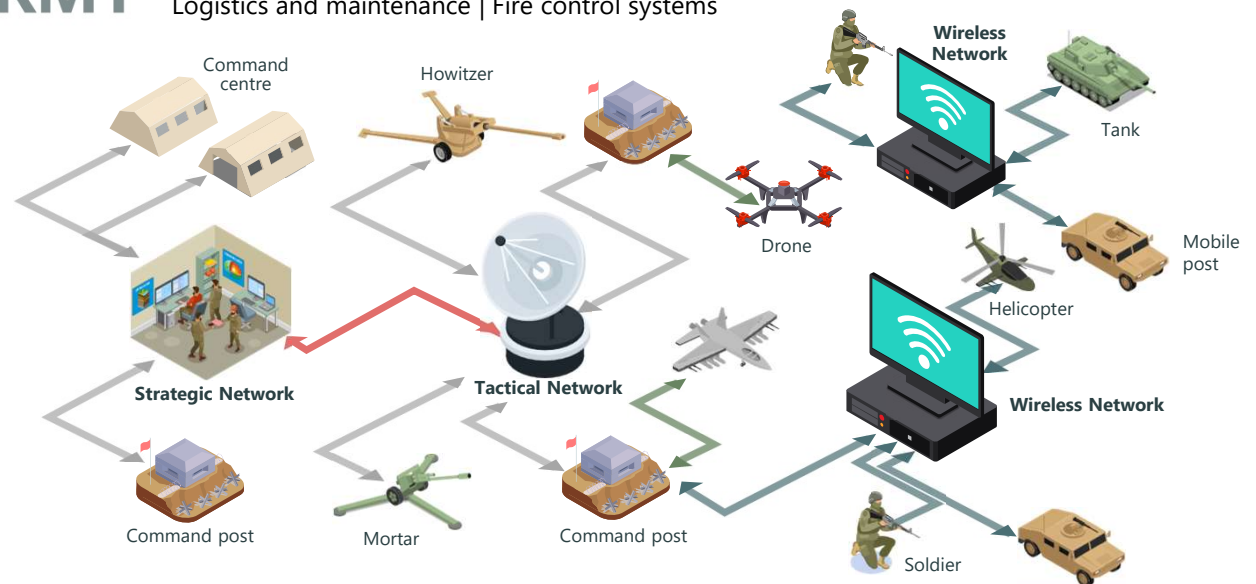 Logistics and maintenance | Fire control systems
Command
centre
Howitzer
Wireless
Network
Tank
Drone
Mobile
post
Helicopter
Strategic Network
Tactical Network
Wireless Network
Command post
Mortar
Command post
Soldier